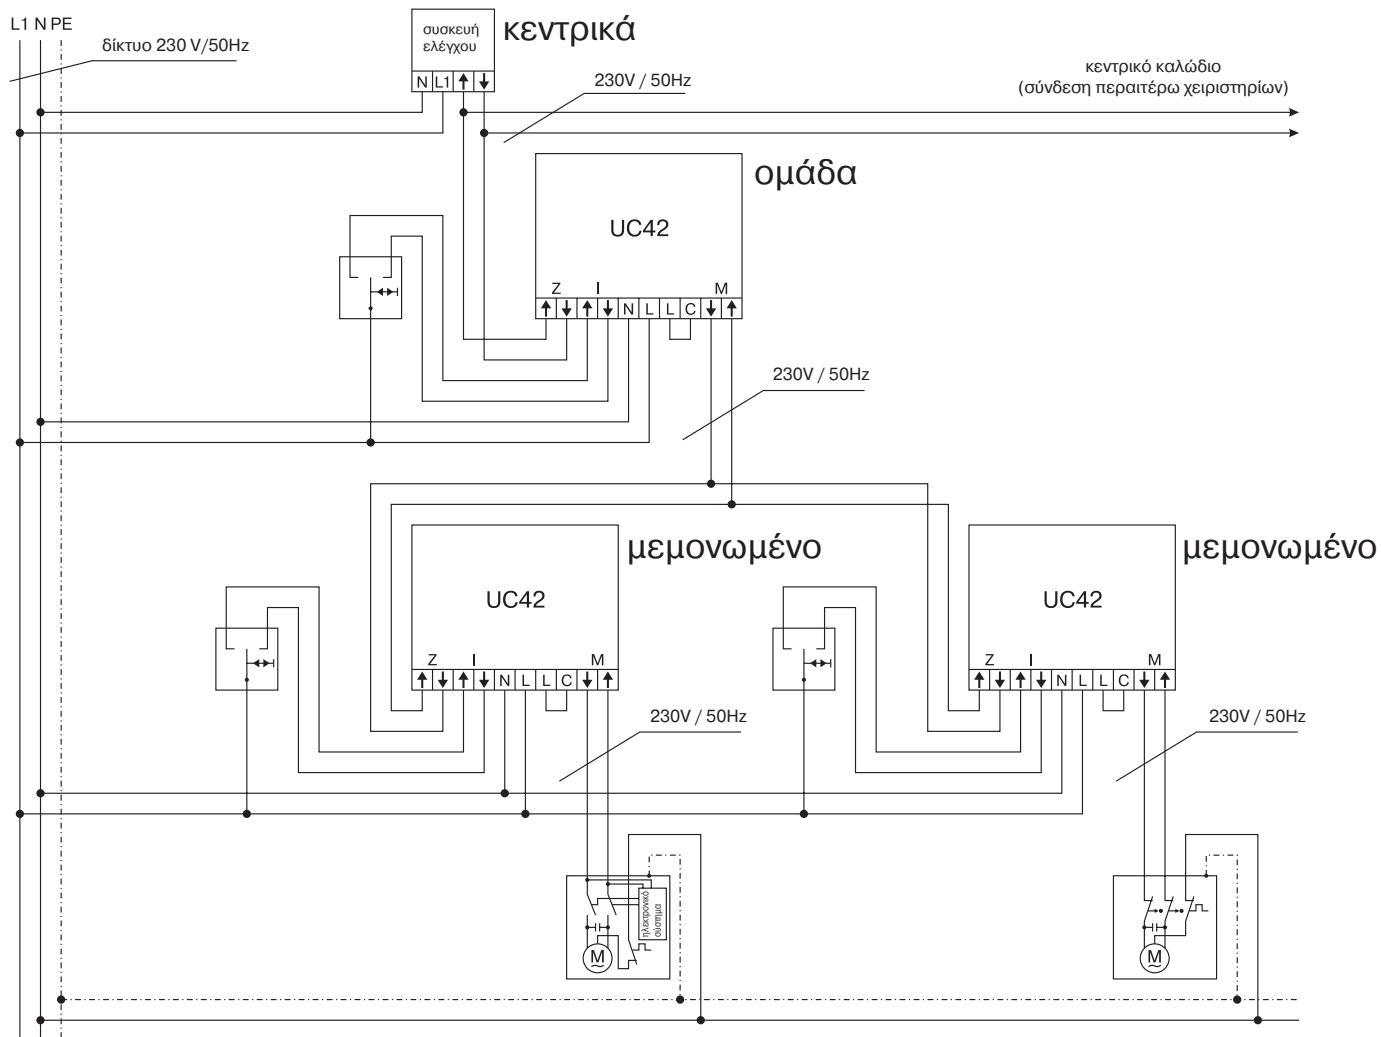 L1 N PE
δίκτυο 230 V/50Hz
συσκευή
ελέγχου
κεντρικά
N L1
230V / 50Hz
κεντρικό καλώδιο
(σύνδεση περαιτέρω χειριστηρίων)
ομάδα
UC42
Z I M
N L L C
230V / 50Hz
μεμονωμένο
μεμονωμένο
UC42
UC42
Z I M
Z I M
N L L C
N L L C
230V / 50Hz
230V / 50Hz
ηλεκτρονικό
σύστημα
M
M